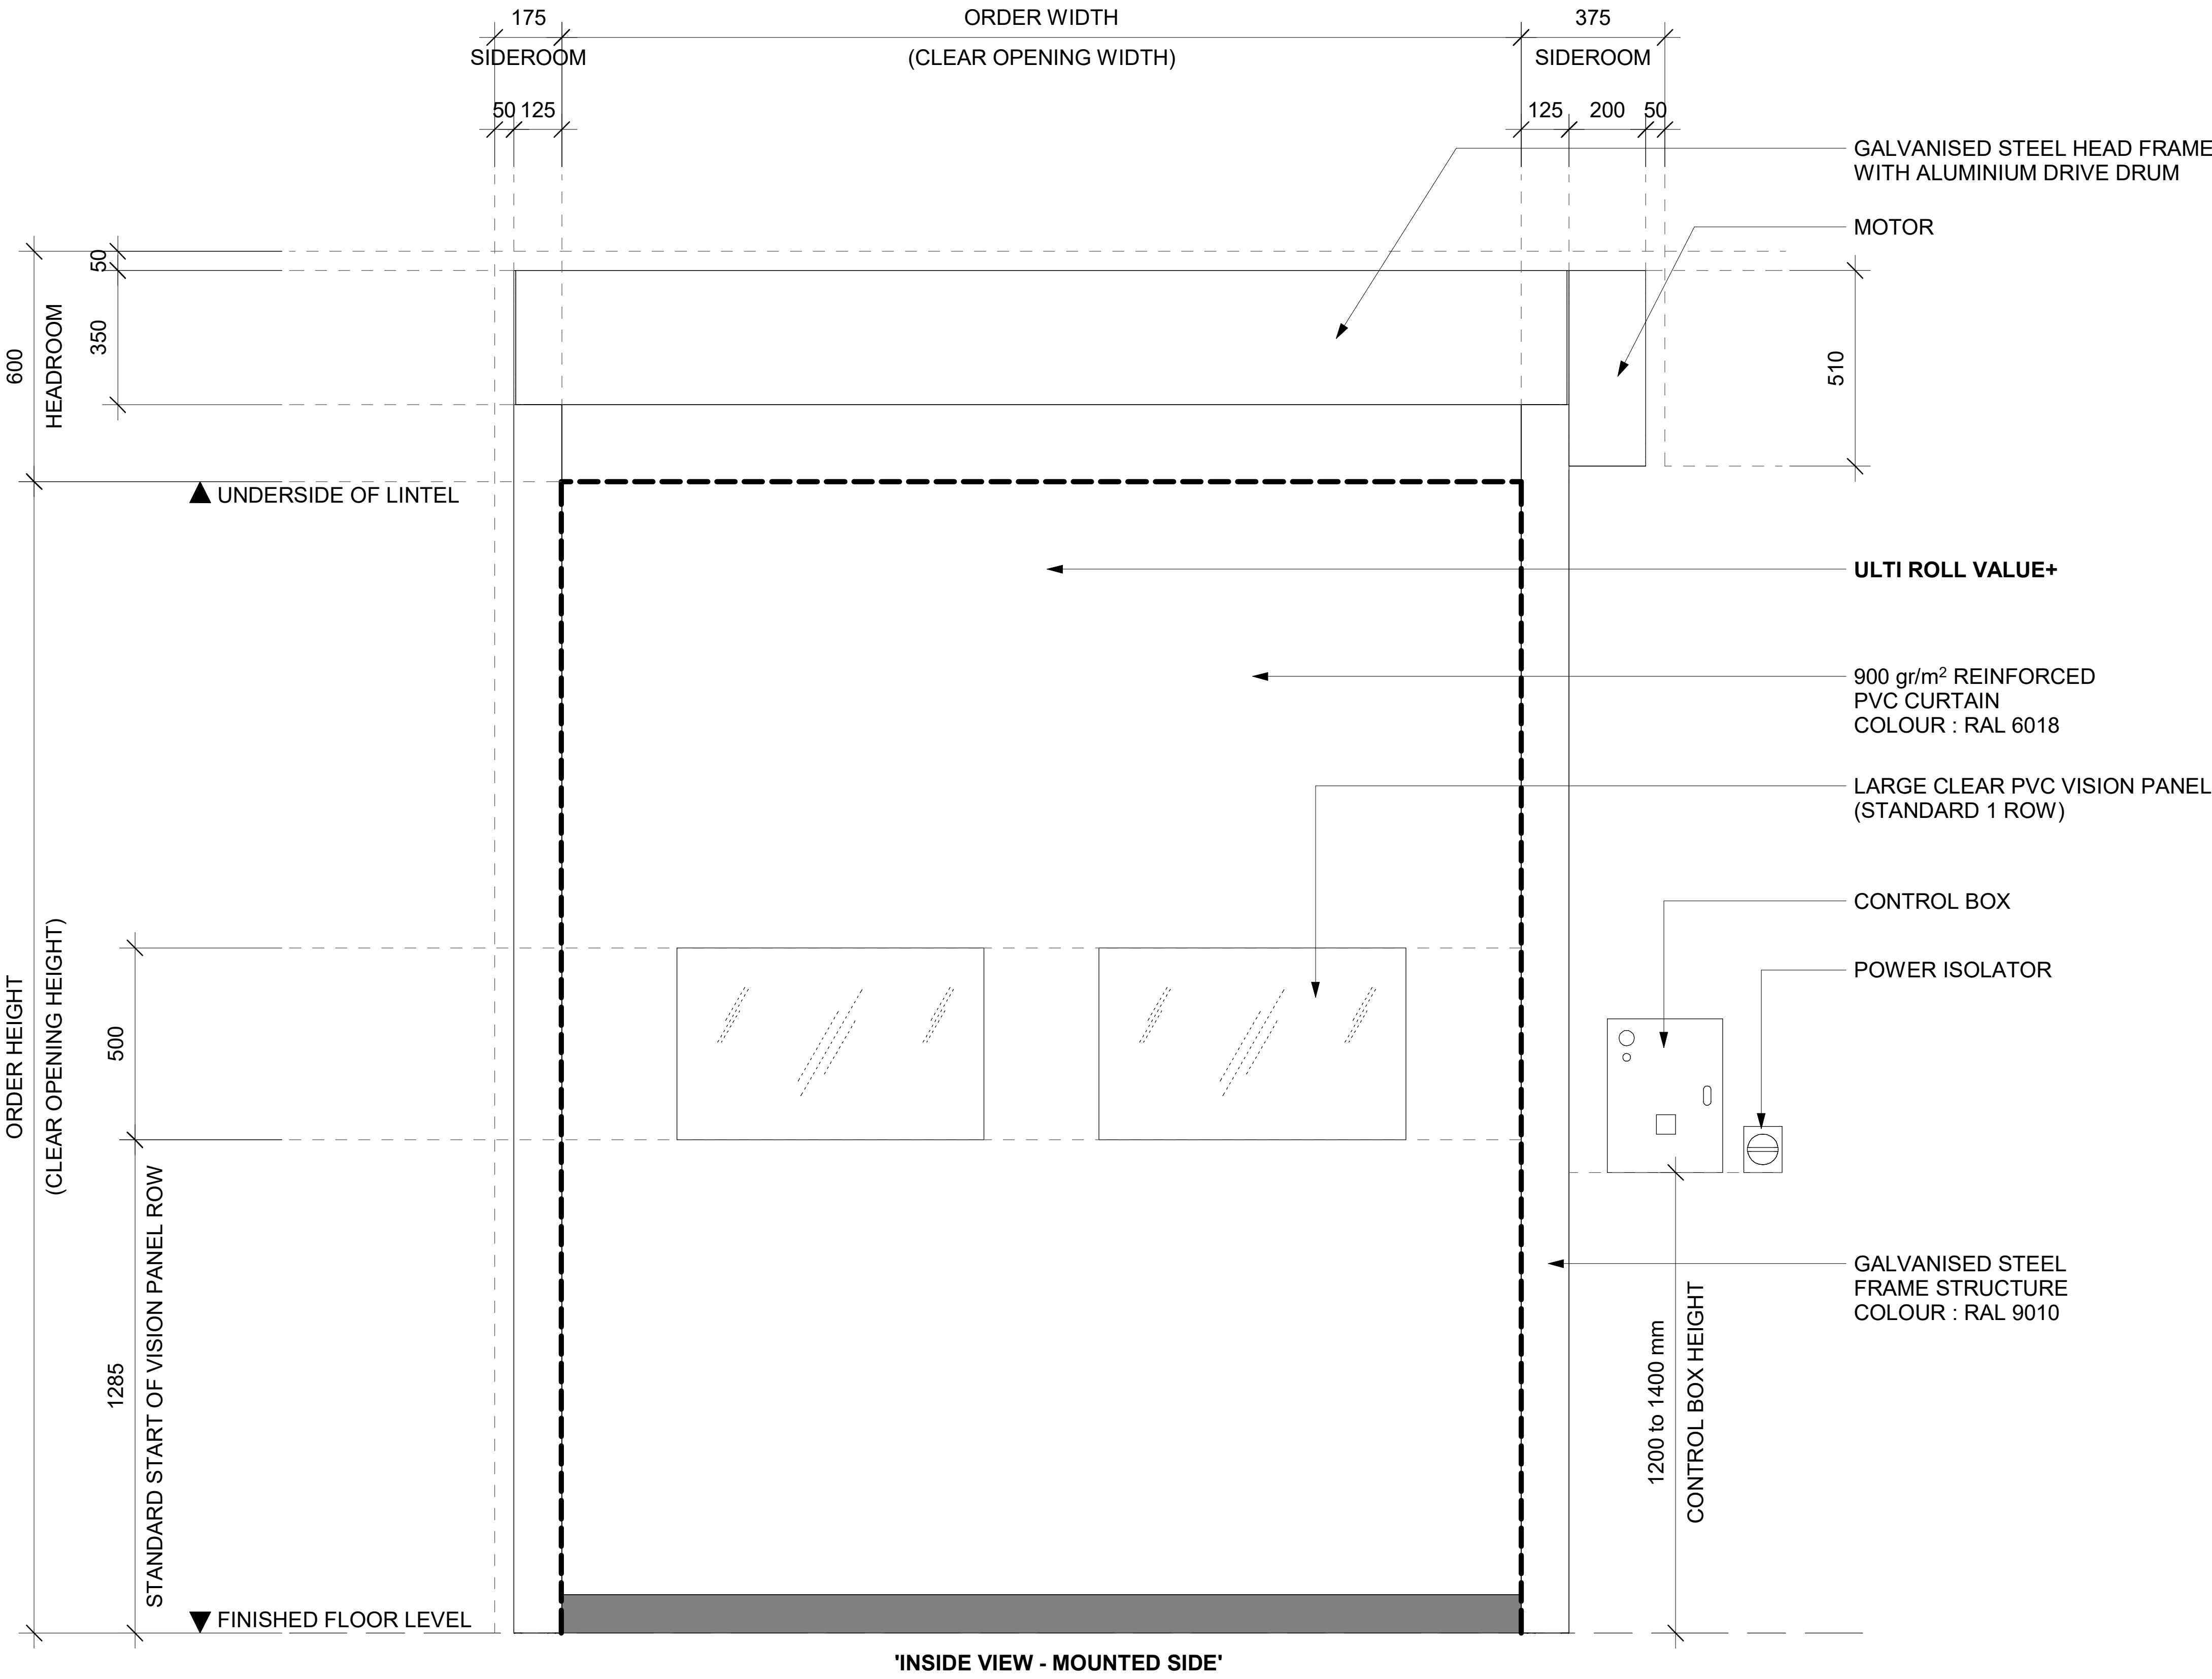 175
ORDER WIDTH
375
SIDEROOM
(CLEAR OPENING WIDTH)
SIDEROOM
50
125
125
200
50
GALVANISED STEEL HEAD FRAME
WITH ALUMINIUM DRIVE DRUM
MOTOR
50
350
HEADROOM
600
510
UNDERSIDE OF LINTEL
ULTI ROLL VALUE+
900 gr/m² REINFORCED
PVC CURTAIN
COLOUR : RAL 6018
LARGE CLEAR PVC VISION PANEL
(STANDARD 1 ROW)
CONTROL BOX
POWER ISOLATOR
ORDER HEIGHT
(CLEAR OPENING HEIGHT)
500
1285
STANDARD START OF VISION PANEL ROW
GALVANISED STEEL
FRAME STRUCTURE
COLOUR : RAL 9010
1200 to 1400 mm
CONTROL BOX HEIGHT
FINISHED FLOOR LEVEL
'INSIDE VIEW - MOUNTED SIDE'